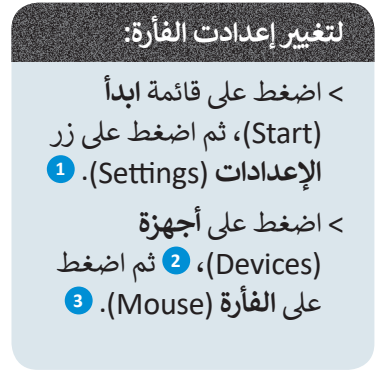 لتغيير إعدادت الفأرة:
> اضغط على قائمة ابدأ
(Start)، ثم اضغط على زر
الإعدادات (Settings). 1
> اضغط على أجهزة
(Devices)، 2 ثم اضغط
على الفأرة (Mouse). 3